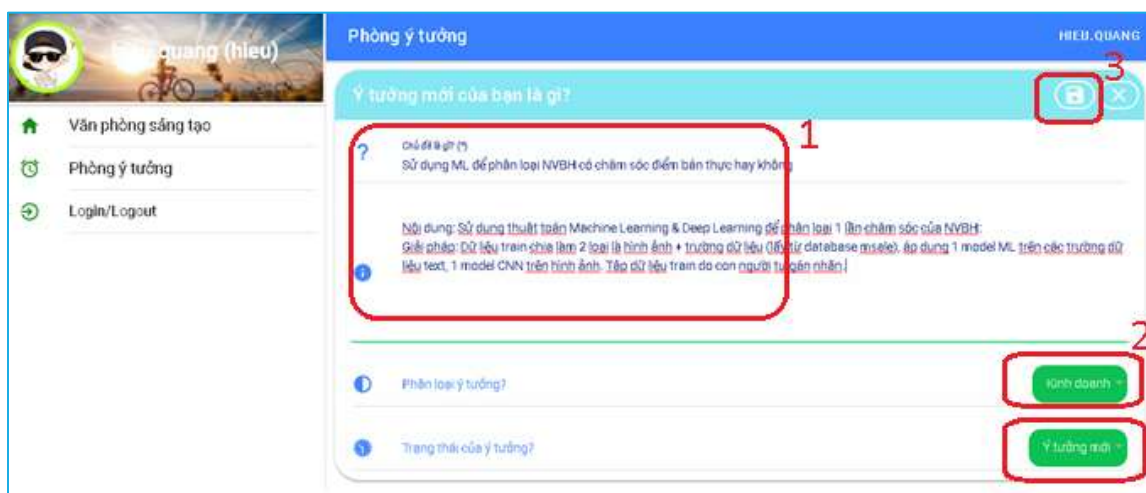 quang (hieu)
Văn phòng sáng tạo
Phòng ý tưởng
Login/Logout
Phòng ý tưởng
HIEU.QUANG
3
Ý tưởng mới của bạn là gì?
1
Chủ đề là gì? (*)
Sử dụng ML để phân loại NVBH có chăm sóc điểm bán thực hay không
Nội dung: Sử dụng thuật toán Machine Learning & Deep Learning để phân loại 1 lần chăm sóc của NVBH:
Giải pháp: Dữ liệu train chia làm 2 loại là hình ảnh + trường dữ liệu (lấy từ database msale), áp dụng 1 model ML trên các trường dữ
liệu text, 1 model CNN trên hình ảnh. Tập dữ liệu train do con người tự gán nhãn.
2
Phân loại ý tưởng?
Kinh doanh
Trạng thái của ý tưởng?
Ý tưởng mới